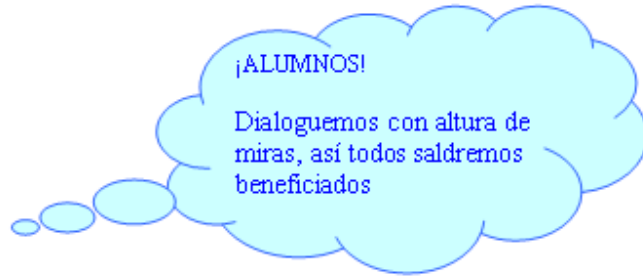 ¡ALUMNOS!
Dialoguemos con altura de
miras, así todos saldremos
beneficiados